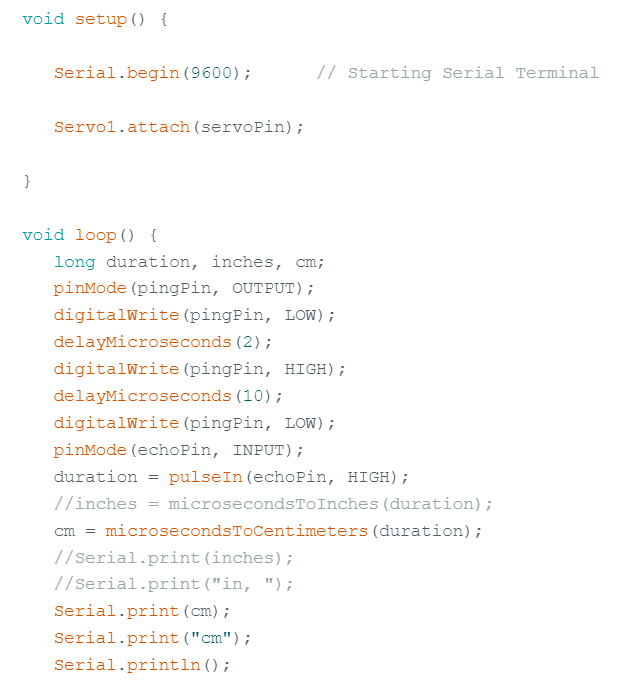 void setup() {
Serial.begin(9600);      // Starting Serial Terminal
Servo1.attach(servoPin);
}
void loop() {
long duration, inches, cm;
pinMode(pingPin, OUTPUT);
digitalWrite(pingPin, LOW);
delayMicroseconds(2);
digitalWrite(pingPin, HIGH);
delayMicroseconds(10);
digitalWrite(pingPin, LOW);
pinMode(echoPin, INPUT);
duration = pulseIn(echoPin, HIGH);
//inches = microsecondsToInches(duration);
cm = microsecondsToCentimeters(duration);
//Serial.print(inches);
//Serial.print("in, ");
Serial.print(cm);
Serial.print("cm");
Serial.println();